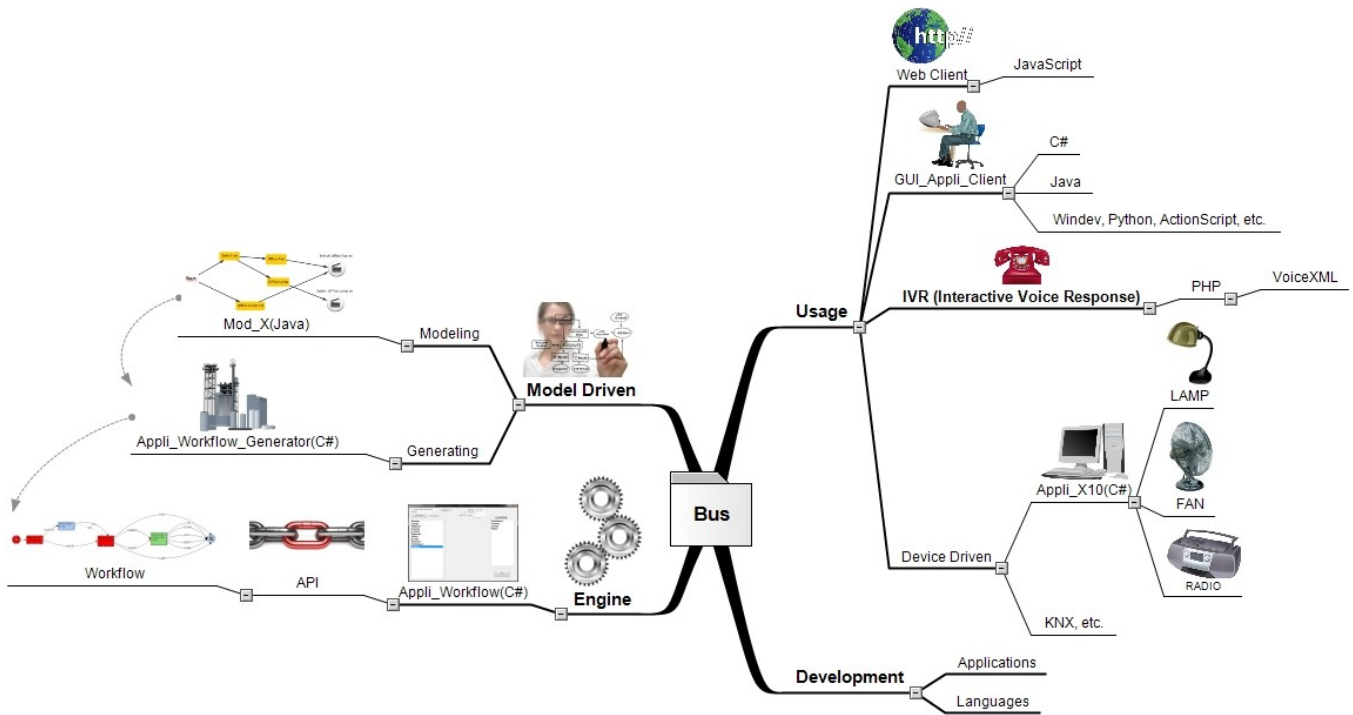 http//
Web Client
JavaScript
GUI_Appli_Client
C#
Java
Windev, Python, ActionScript, etc.
Usage
IVR (Interactive Voice Response)
PHP
VoiceXML
Mod_X(Java)
Modeling
Model Driven
LAMP
Appli_Workflow_Generator(C#)
Generating
Appli_X10(C#)
FAN
Bus
Device Driven
RADIO
Workflow
API
Appli_Workflow(C#)
Engine
KNX, etc.
Development
Applications
Languages